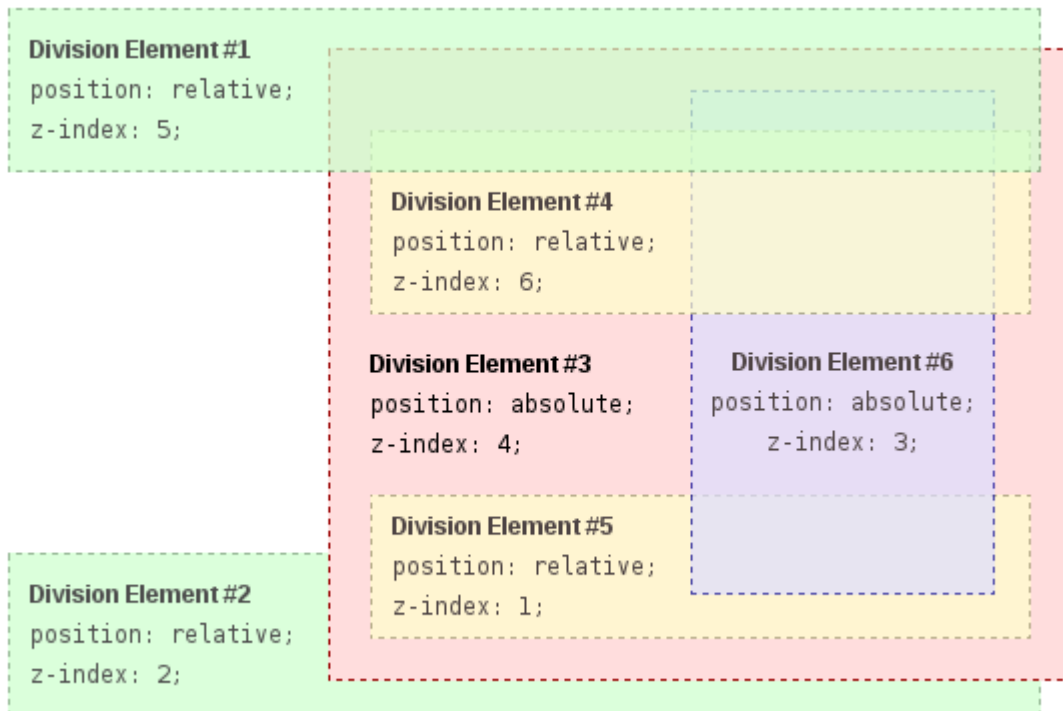 Division Element #1
position: relative;
z-index: 5;
Division Element #4
position: relative;
z-index: 6;
Division Element #3
position: absolute;
z-index: 4;
Division Element #6
position: absolute;
z-index: 3;
Division Element #5
position: relative;
z-index: 1;
Division Element #2
position: relative;
z-index: 2;